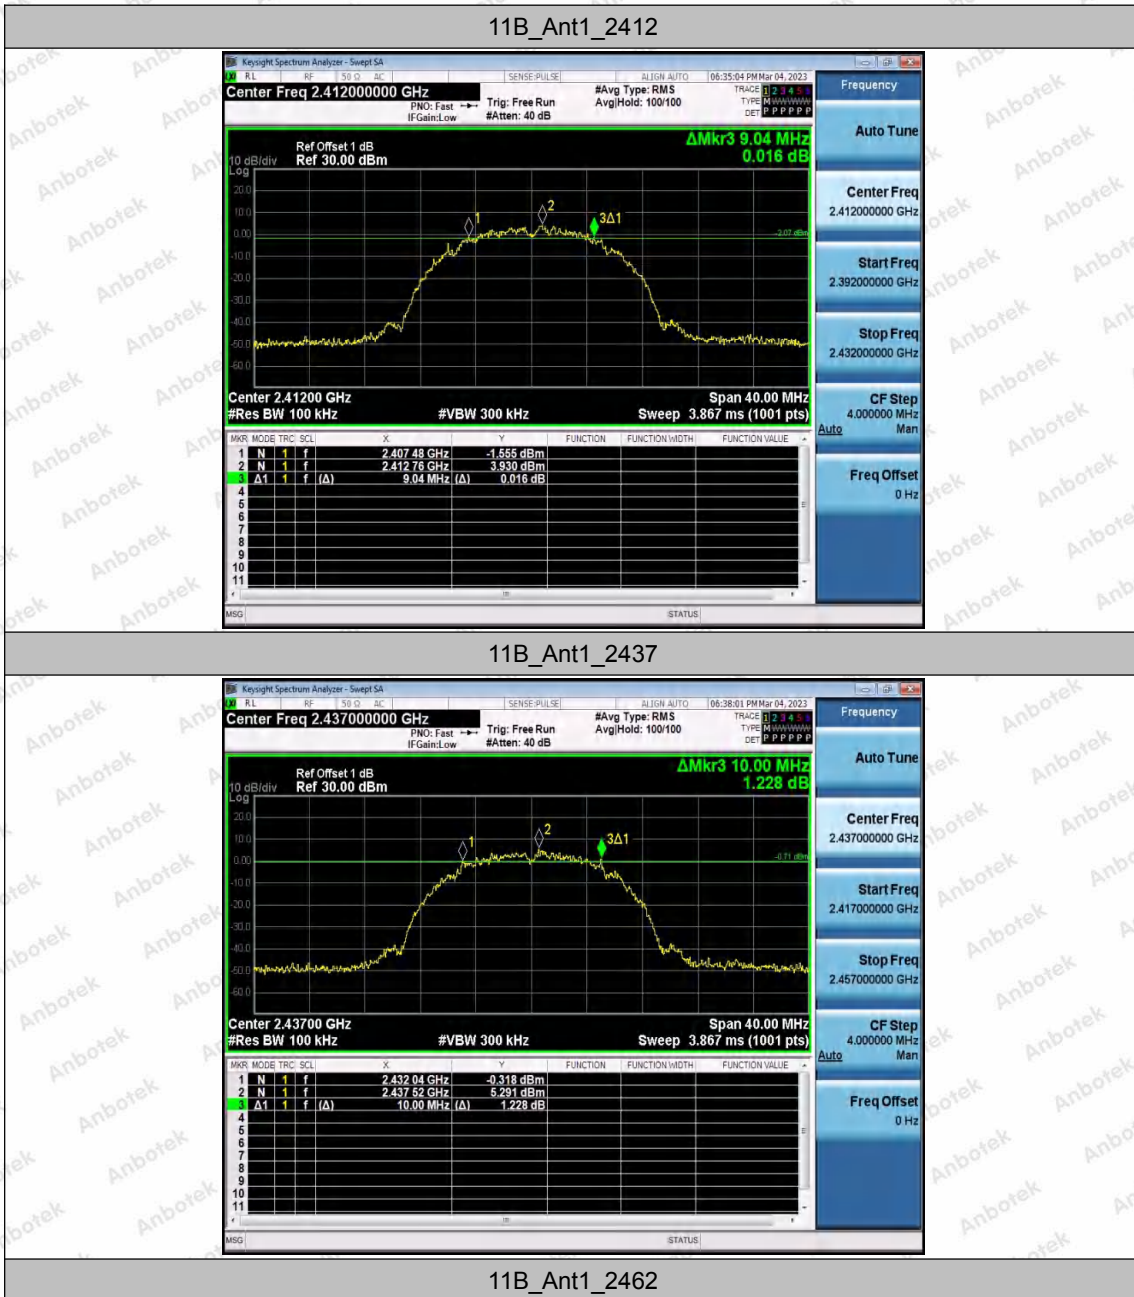 11B_Ant1_2412
Keysight Spectrum Analyzer - Swept SA
RL RF 50 Ω AC SENSE:PULSE ALIGN AUTO 06:35:04 PM Mar 04, 2023
Center Freq 2.412000000 GHz
PNO: Fast
IFGain:Low
Trig: Free Run
#Atten: 40 dB
#Avg Type: RMS
Avg|Hold: 100/100
TRACE 1 2 3 4 5 6
TYPE M W W W W W
DET P P P P P P
Frequency
Auto Tune
Center Freq
2.412000000 GHz
Start Freq
2.392000000 GHz
Stop Freq
2.432000000 GHz
CF Step
4.000000 MHz
Auto Man
Freq Offset
0 Hz
ΔMkr3 9.04 MHz
0.016 dB
Ref Offset 1 dB
10 dB/div Ref 30.00 dBm
Log
20.0
10.0
0.00
-10.0
-20.0
-30.0
-40.0
-50.0
-60.0
1
2
3Δ1
-2.07 dBm
Center 2.41200 GHz Span 40.00 MHz
#Res BW 100 kHz #VBW 300 kHz Sweep 3.867 ms (1001 pts)
MKR MODE TRC SCL X Y FUNCTION FUNCTION WIDTH FUNCTION VALUE
1 N 1 f 2.407 48 GHz -1.555 dBm
2 N 1 f 2.412 76 GHz 3.930 dBm
3 Δ1 1 f (Δ) 9.04 MHz (Δ) 0.016 dB
4
5
6
7
8
9
10
11
MSG STATUS
11B_Ant1_2437
Keysight Spectrum Analyzer - Swept SA
RL RF 50 Ω AC SENSE:PULSE ALIGN AUTO 06:38:01 PM Mar 04, 2023
Center Freq 2.437000000 GHz
PNO: Fast
IFGain:Low
Trig: Free Run
#Atten: 40 dB
#Avg Type: RMS
Avg|Hold: 100/100
TRACE 1 2 3 4 5 6
TYPE M W W W W W
DET P P P P P P
Frequency
Auto Tune
Center Freq
2.437000000 GHz
Start Freq
2.417000000 GHz
Stop Freq
2.457000000 GHz
CF Step
4.000000 MHz
Auto Man
Freq Offset
0 Hz
ΔMkr3 10.00 MHz
1.228 dB
Ref Offset 1 dB
10 dB/div Ref 30.00 dBm
Log
20.0
10.0
0.00
-10.0
-20.0
-30.0
-40.0
-50.0
-60.0
1
2
3Δ1
-0.71 dBm
Center 2.43700 GHz Span 40.00 MHz
#Res BW 100 kHz #VBW 300 kHz Sweep 3.867 ms (1001 pts)
MKR MODE TRC SCL X Y FUNCTION FUNCTION WIDTH FUNCTION VALUE
1 N 1 f 2.432 04 GHz -0.318 dBm
2 N 1 f 2.437 52 GHz 5.291 dBm
3 Δ1 1 f (Δ) 10.00 MHz (Δ) 1.228 dB
4
5
6
7
8
9
10
11
MSG STATUS
11B_Ant1_2462
Anbotek